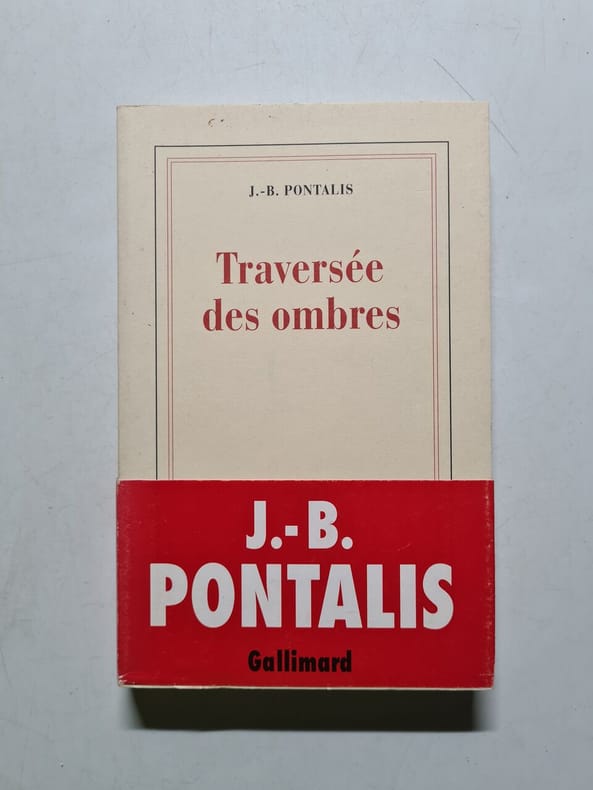 J.-B. PONTALIS
Traversée
des ombres
J.-B.
PONTALIS
Gallimard